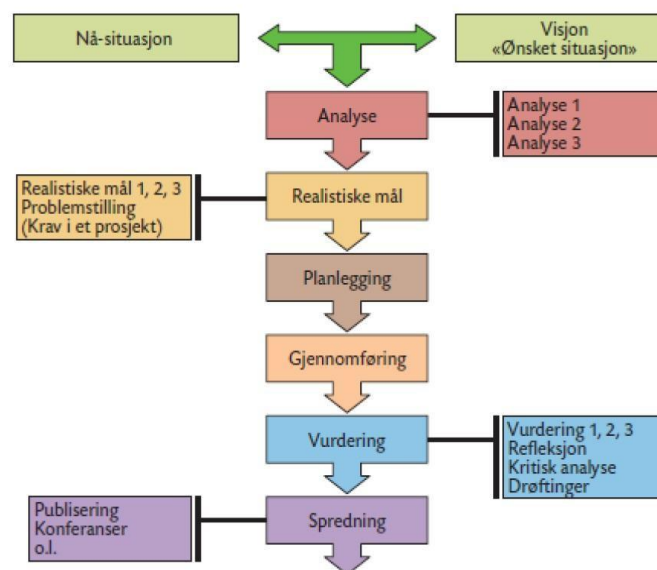 Nå-situasjon
Visjon
«Ønsket situasjon»
Analyse
Analyse 1
Analyse 2
Analyse 3
Realistiske mål 1, 2, 3
Problemstilling
(Krav i et prosjekt)
Realistiske mål
Planlegging
Gjennomføring
Vurdering
Vurdering 1, 2, 3
Refleksjon
Kritisk analyse
Drøftinger
Publisering
Konferanser
o.l.
Spredning